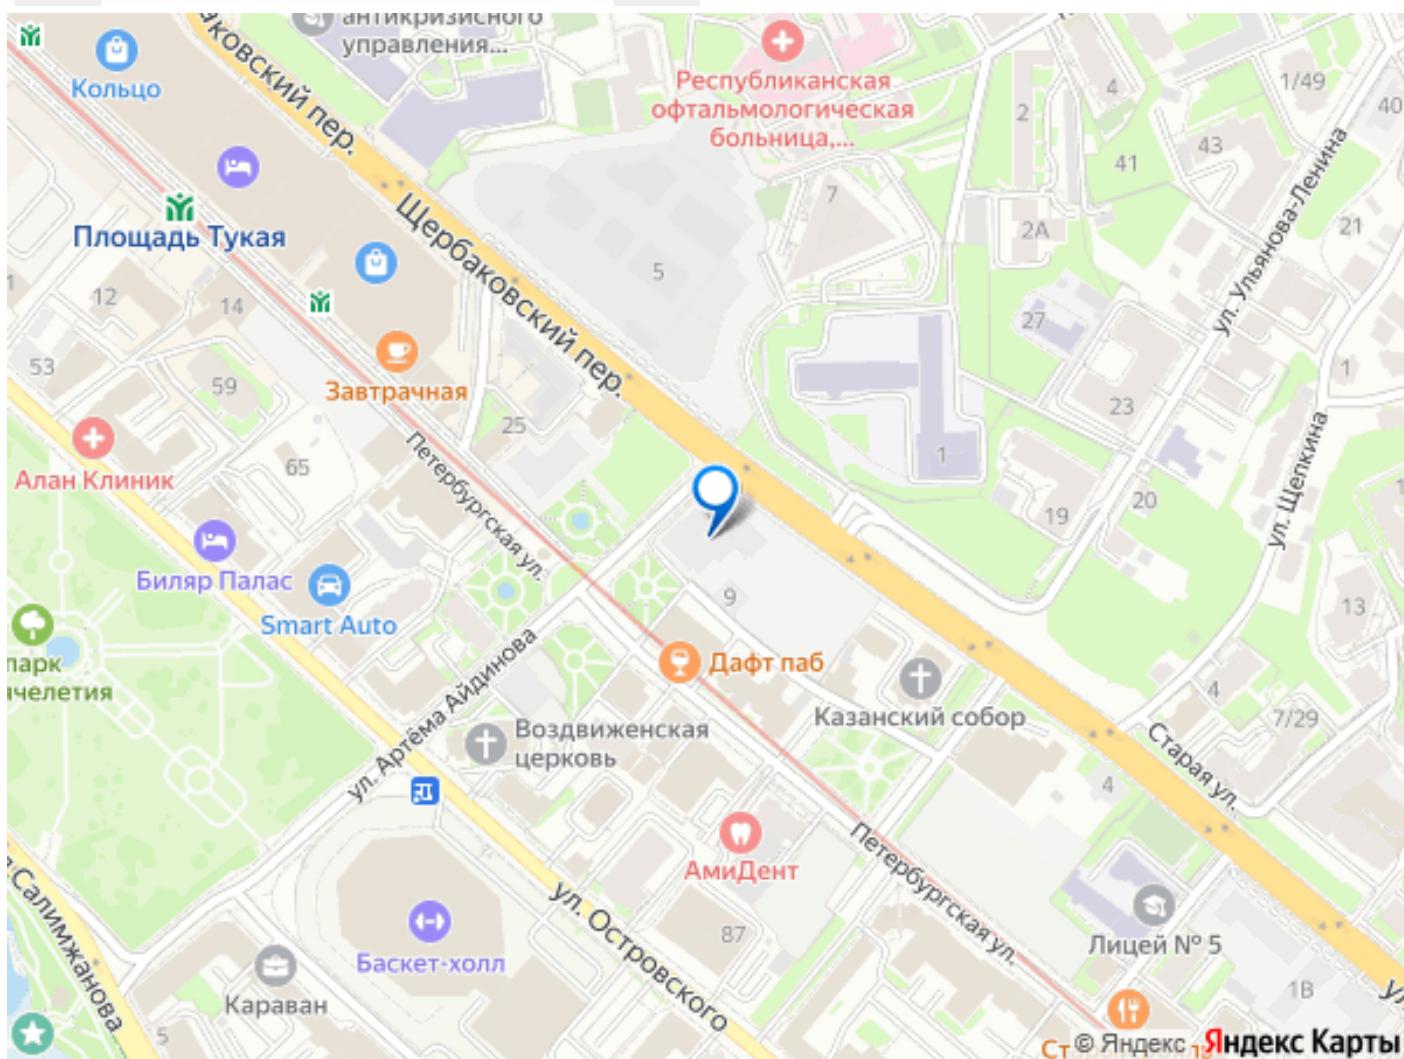 антикризисного
управления...
Кольцо
Щербаковский пер.
Республиканская
офтальмологическая
больница,...
1/49
4
2
40
43
41
7
ул. Ульянова-Ленина
21
2А
Площадь Тукая
5
12
14
27
1
53
59
Завтрачная
23
25
Алан Клиник
65
Петербургская ул.
1
20
19
ул. Щепкина
Биляр Палас
Smart Auto
9
13
парк
ячелетия
ул. Артёма Айдинова
Дафт паб
4
Казанский собор
7/29
Воздвиженская
церковь
Старая ул.
4
АмиДент
Петербургская ул.
Салимжанова
ул. Островского
87
Лицей № 5
Баскет-холл
Караван
5
1В
© Яндекс Яндекс Карты